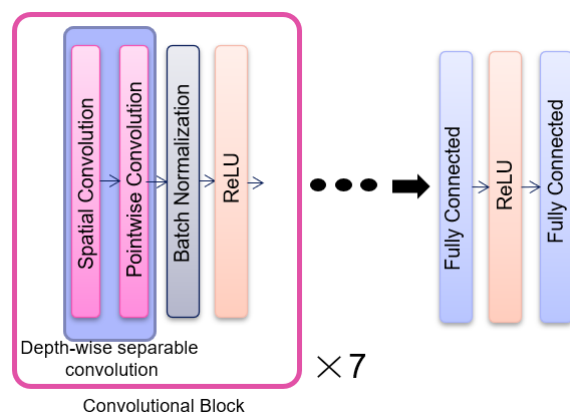 Spatial Convolution
Pointwise Convolution
Batch Normalization
ReLU
Fully Connected
ReLU
Fully Connected
Depth-wise separable
convolution
×7
Convolutional Block